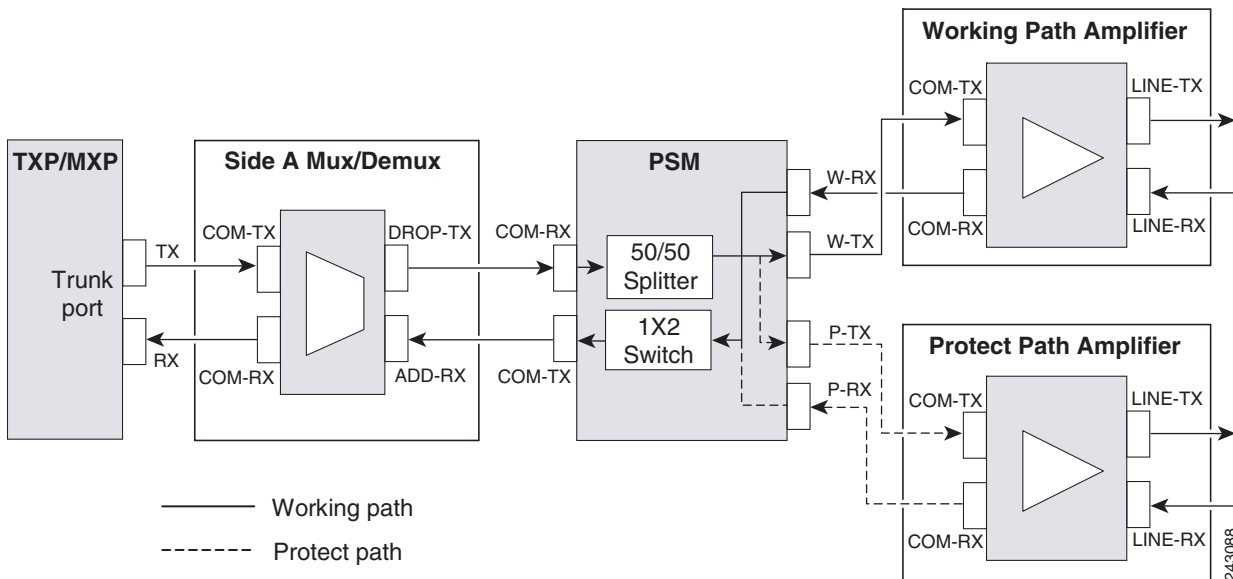 Working Path Amplifier
COM-TX
LINE-TX
COM-RX
LINE-RX
TXP/MXP
Trunk
port
TX
RX
Side A Mux/Demux
COM-TX
DROP-TX
COM-RX
ADD-RX
PSM
COM-RX
50/50
Splitter
1X2
Switch
COM-TX
W-RX
W-TX
P-TX
P-RX
Protect Path Amplifier
COM-TX
LINE-TX
COM-RX
LINE-RX
Working path
Protect path
243088